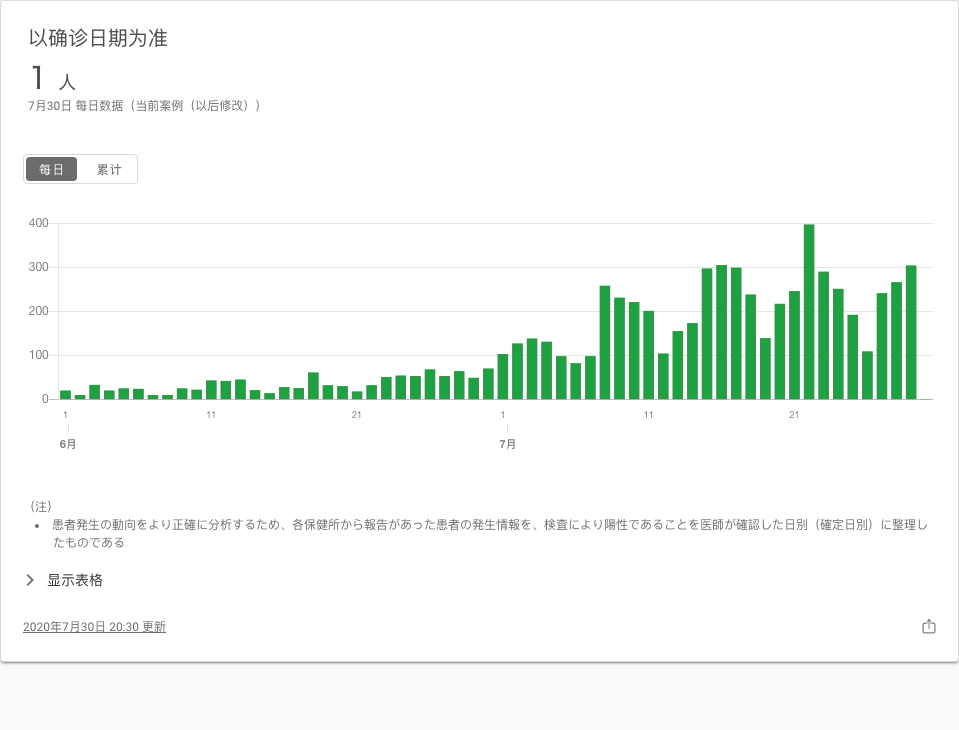 以确诊日期为准
1 人
7月30日 每日数据（当前案例（以后修改））
每日 累计
400
300
200
100
0
1 11 21 1 11 21
6月 7月
（注）
• 患者発生の動向をより正確に分析するため、各保健所から報告があった患者の発生情報を、検査により陽性であることを医師が確認した日別（確定日別）に整理し
たものである
显示表格
2020年7月30日 20:30 更新